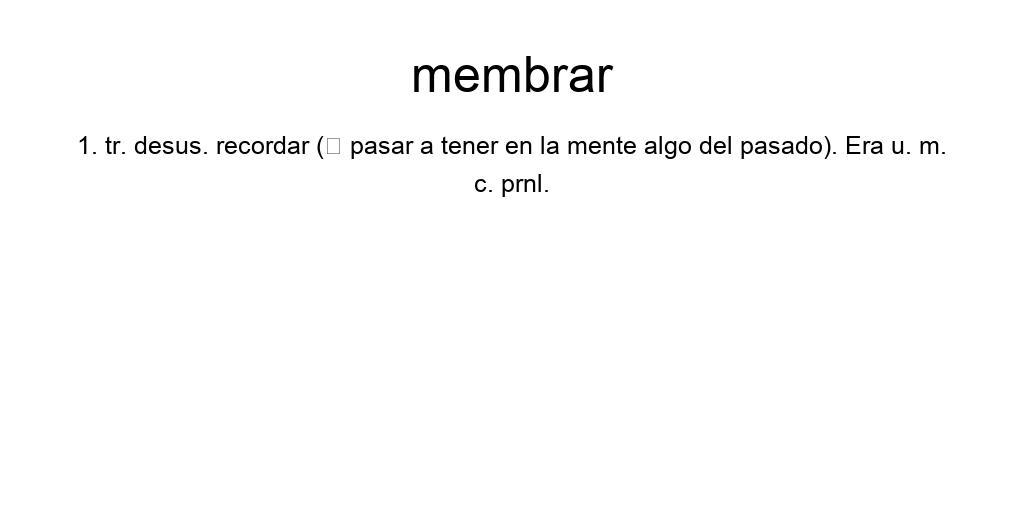 membrar
1. tr. desus. recordar (□ pasar a tener en la mente algo del pasado). Era u. m.
c. prnl.